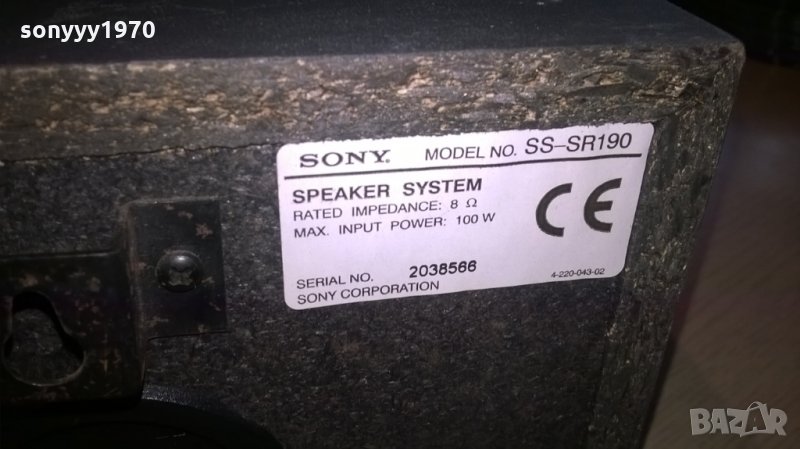 sonyyy1970
SONY. MODEL NO. SS–SR190
SPEAKER SYSTEM
RATED IMPEDANCE: 8 Ω
MAX. INPUT POWER: 100 W
CE
SERIAL NO. 2038566
SONY CORPORATION 4-220-043-02
BAZAR